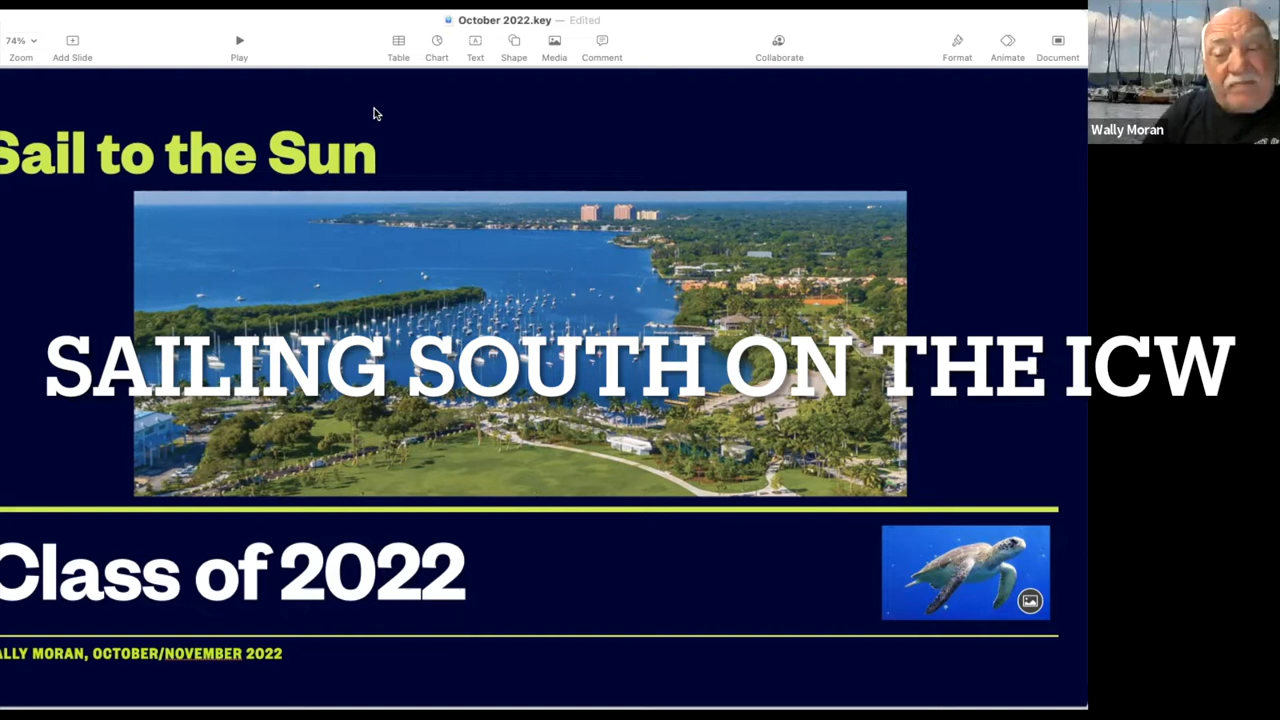 October 2022.key — Edited
74%
Zoom
Add Slide
Play
Table
Chart
Text
Shape
Media
Comment
Collaborate
Format
Animate
Document
Wally Moran
Sail to the Sun
SAILING SOUTH ON THE ICW
Class of 2022
ALLY MORAN, OCTOBER/NOVEMBER 2022